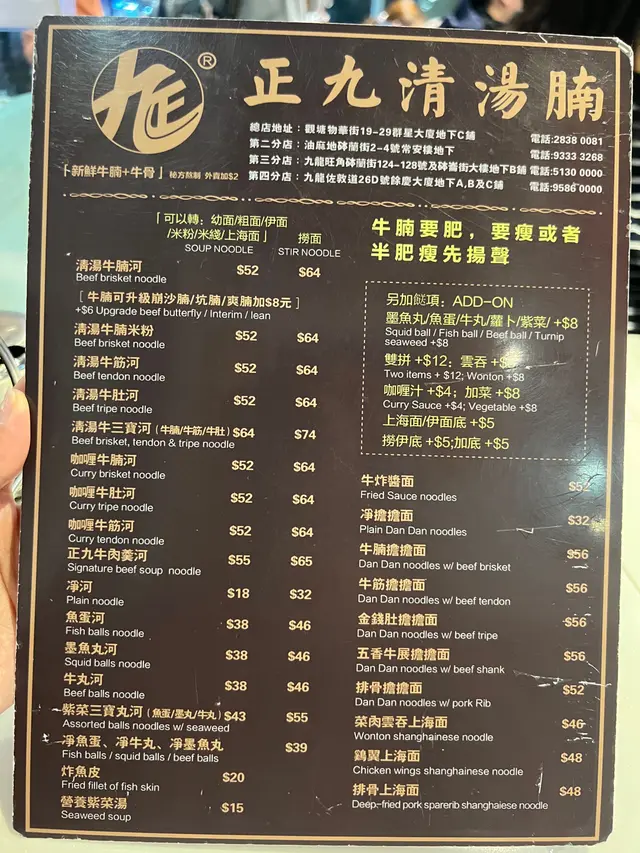 正九清湯腩
九正 ®
「新鮮牛腩+牛骨」秘方熬制 外賣加$2
總店地址：觀塘物華街19-29群星大廈地下C舖 電話:2838 0081
第二分店：油麻地砵蘭街2-4號常安樓地下 電話:9333 3268
第三分店：九龍旺角砵蘭街124-128號及砵崙街大樓地下B舖 電話:5130 0000
第四分店：九龍佐敦道26D號餘慶大廈地下A,B及C舖 電話:9586 0000
「可以轉：幼面/粗面/伊面
/米粉/米綫/上海面」 撈面
SOUP NOODLE STIR NOODLE
清湯牛腩河 $52 $64
Beef brisket noodle
[ 牛腩可升級崩沙腩/坑腩/爽腩加$8元 ]
+$6 Upgrade beef butterfly / Interim / lean
清湯牛腩米粉 $52 $64
Beef brisket noodle
清湯牛筋河 $52 $64
Beef tendon noodle
清湯牛肚河 $52 $64
Beef tripe noodle
清湯牛三寶河 (牛腩/牛筋/牛肚) $64 $74
Beef brisket, tendon & tripe noodle
咖喱牛腩河 $52 $64
Curry brisket noodle
咖喱牛肚河 $52 $64
Curry tripe noodle
咖喱牛筋河 $52 $64
Curry tendon noodle
正九牛肉羹河 $55 $65
Signature beef soup noodle
凈河 $18 $32
Plain noodle
魚蛋河 $38 $46
Fish balls noodle
墨魚丸河 $38 $46
Squid balls noodle
牛丸河 $38 $46
Beef balls noodle
紫菜三寶丸河 (魚蛋/墨丸/牛丸) $43 $55
Assorted balls noodles w/ seaweed
凈魚蛋、凈牛丸、凈墨魚丸 $39
Fish balls / squid balls / beef balls
炸魚皮 $20
Fried fillet of fish skin
營養紫菜湯 $15
Seaweed soup
牛腩要肥，要瘦或者
半肥瘦先揚聲
另加餸項：ADD-ON
墨魚丸/魚蛋/牛丸/蘿卜/紫菜/ +$8
Squid ball / Fish ball / Beef ball / Turnip
seaweed +$8
雙拼 +$12；雲吞 +$8
Two items + $12; Wonton +$8
咖喱汁 +$4；加菜 +$8
Curry Sauce +$4; Vegetable +$8
上海面/伊面底 +$5
撈伊底 +$5;加底 +$5
牛炸醬面 $52
Fried Sauce noodles
凈擔擔面 $32
Plain Dan Dan noodles
牛腩擔擔面 $56
Dan Dan noodles w/ beef brisket
牛筋擔擔面 $56
Dan Dan noodles w/ beef tendon
金錢肚擔擔面 $56
Dan Dan noodles w/ beef tripe
五香牛展擔擔面 $56
Dan Dan noodles w/ beef shank
排骨擔擔面 $52
Dan Dan noodles w/ pork Rib
菜肉雲吞上海面 $46
Wonton shanghainese noodle
鷄翼上海面 $48
Chicken wings shanghainese noodle
排骨上海面 $48
Deep-fried pork sparerib shanghaiese noodle